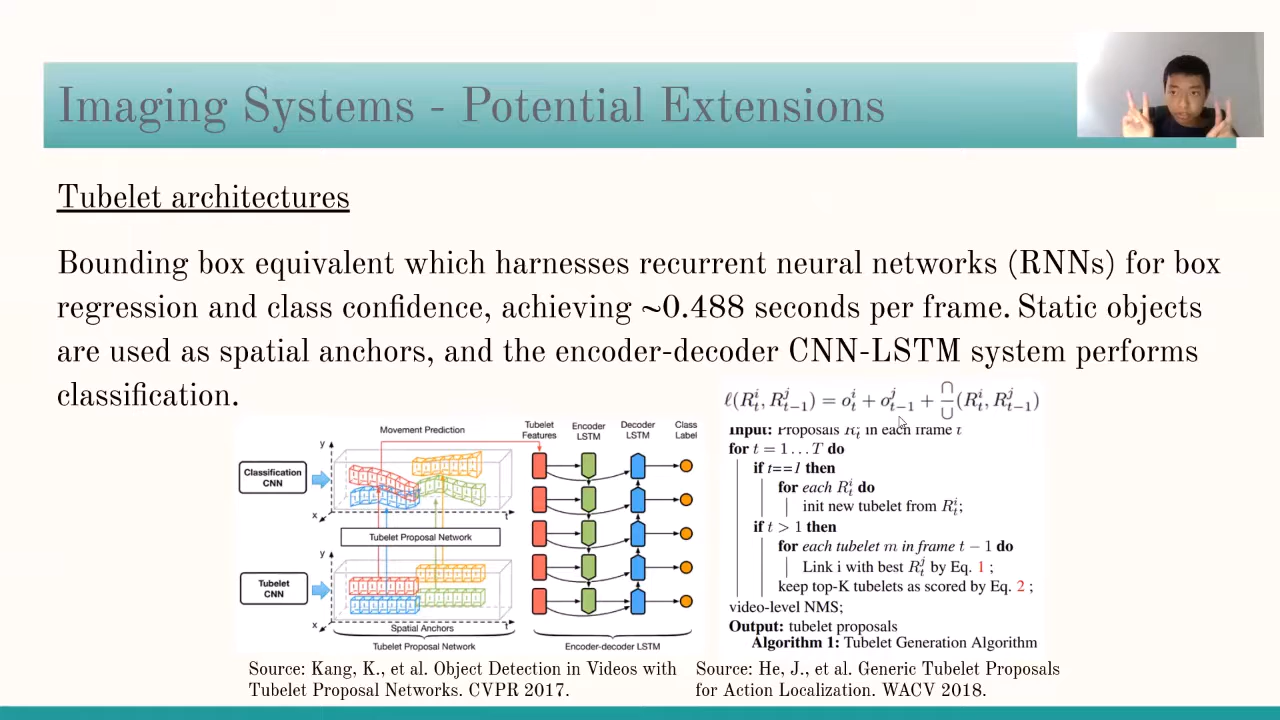 Imaging Systems - Potential Extensions
Tubelet architectures
Bounding box equivalent which harnesses recurrent neural networks (RNNs) for box
regression and class confidence, achieving ~0.488 seconds per frame. Static objects
are used as spatial anchors, and the encoder-decoder CNN-LSTM system performs
classification.
Movement Prediction
Tubelet Features
Encoder LSTM
Decoder LSTM
Class Label
Classification CNN
y
x
t
Tubelet Proposal Network
Tubelet CNN
y
x
t
Spatial Anchors
Tubelet Proposal Network
Encoder-decoder LSTM
Source: Kang, K., et al. Object Detection in Videos with
Tubelet Proposal Networks. CVPR 2017.
ℓ(R_t^i, R_{t-1}^j) = o_t^i + o_{t-1}^j + ∩/∪ (R_t^i, R_{t-1}^j)
Input: Proposals R_t^i in each frame t
for t = 1 . . . T do
if t==1 then
for each R_t^i do
init new tubelet from R_t^i;
if t > 1 then
for each tubelet m in frame t − 1 do
Link i with best R_t^j by Eq. 1 ;
keep top-K tubelets as scored by Eq. 2 ;
video-level NMS;
Output: tubelet proposals
Algorithm 1: Tubelet Generation Algorithm
Source: He, J., et al. Generic Tubelet Proposals
for Action Localization. WACV 2018.